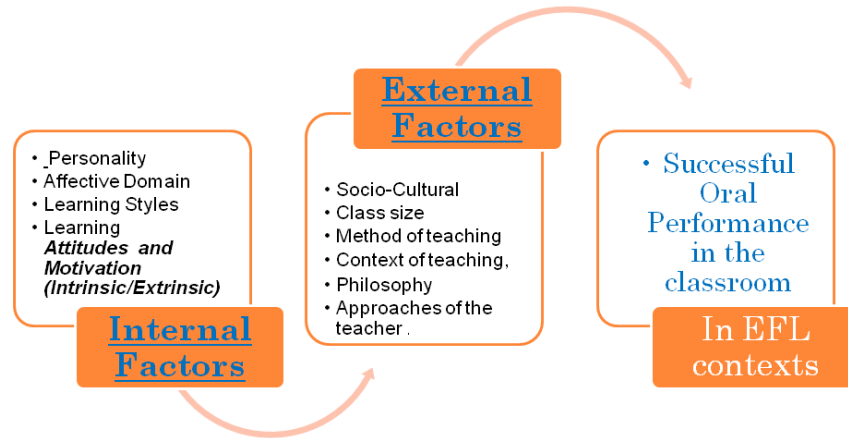 • _Personality
• Affective Domain
• Learning Styles
• Learning
Attitudes and
Motivation
(Intrinsic/Extrinsic)
Internal
Factors
External
Factors
• Socio-Cultural
• Class size
• Method of teaching
• Context of teaching,
• Philosophy
• Approaches of the
teacher .
• Successful
Oral
Performance
in the
classroom
In EFL
contexts